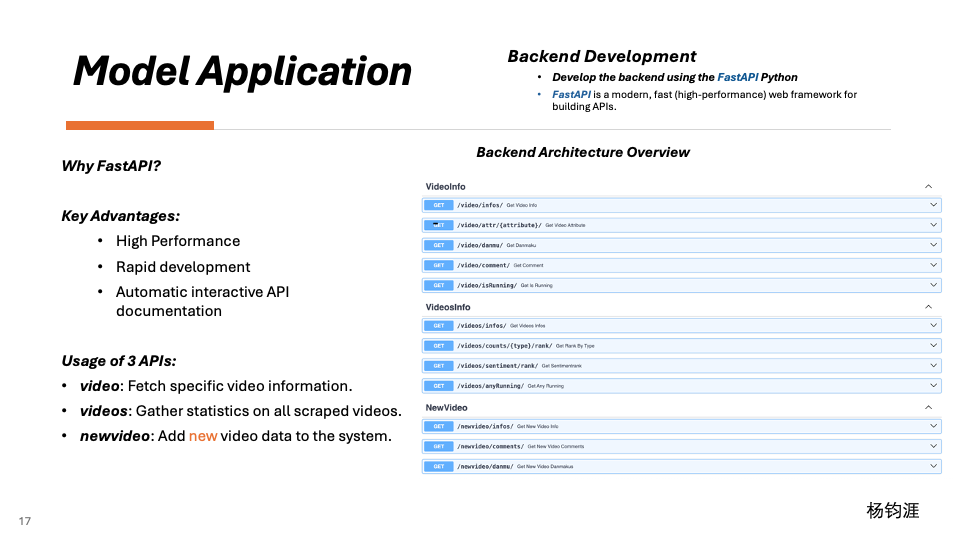 Model Application
Backend Development
• Develop the backend using the FastAPI Python
• FastAPI is a modern, fast (high-performance) web framework for
building APIs.
Why FastAPI?
Key Advantages:
• High Performance
• Rapid development
• Automatic interactive API
documentation
Usage of 3 APIs:
• video: Fetch specific video information.
• videos: Gather statistics on all scraped videos.
• newvideo: Add new video data to the system.
Backend Architecture Overview
VideoInfo
GET /video/infos/ Get Video Info
GET /video/attr/{attribute}/ Get Video Attribute
GET /video/danmu/ Get Danmaku
GET /video/comment/ Get Comment
GET /video/isRunning/ Get Is Running
VideosInfo
GET /videos/infos/ Get Videos Infos
GET /videos/counts/{type}/rank/ Get Rank By Type
GET /videos/sentiment/rank/ Get Sentimentrank
GET /videos/anyRunning/ Get Any Running
NewVideo
GET /newvideo/infos/ Get New Video Info
GET /newvideo/comments/ Get New Video Comments
GET /newvideo/danmu/ Get New Video Danmakus
17
杨钧涯